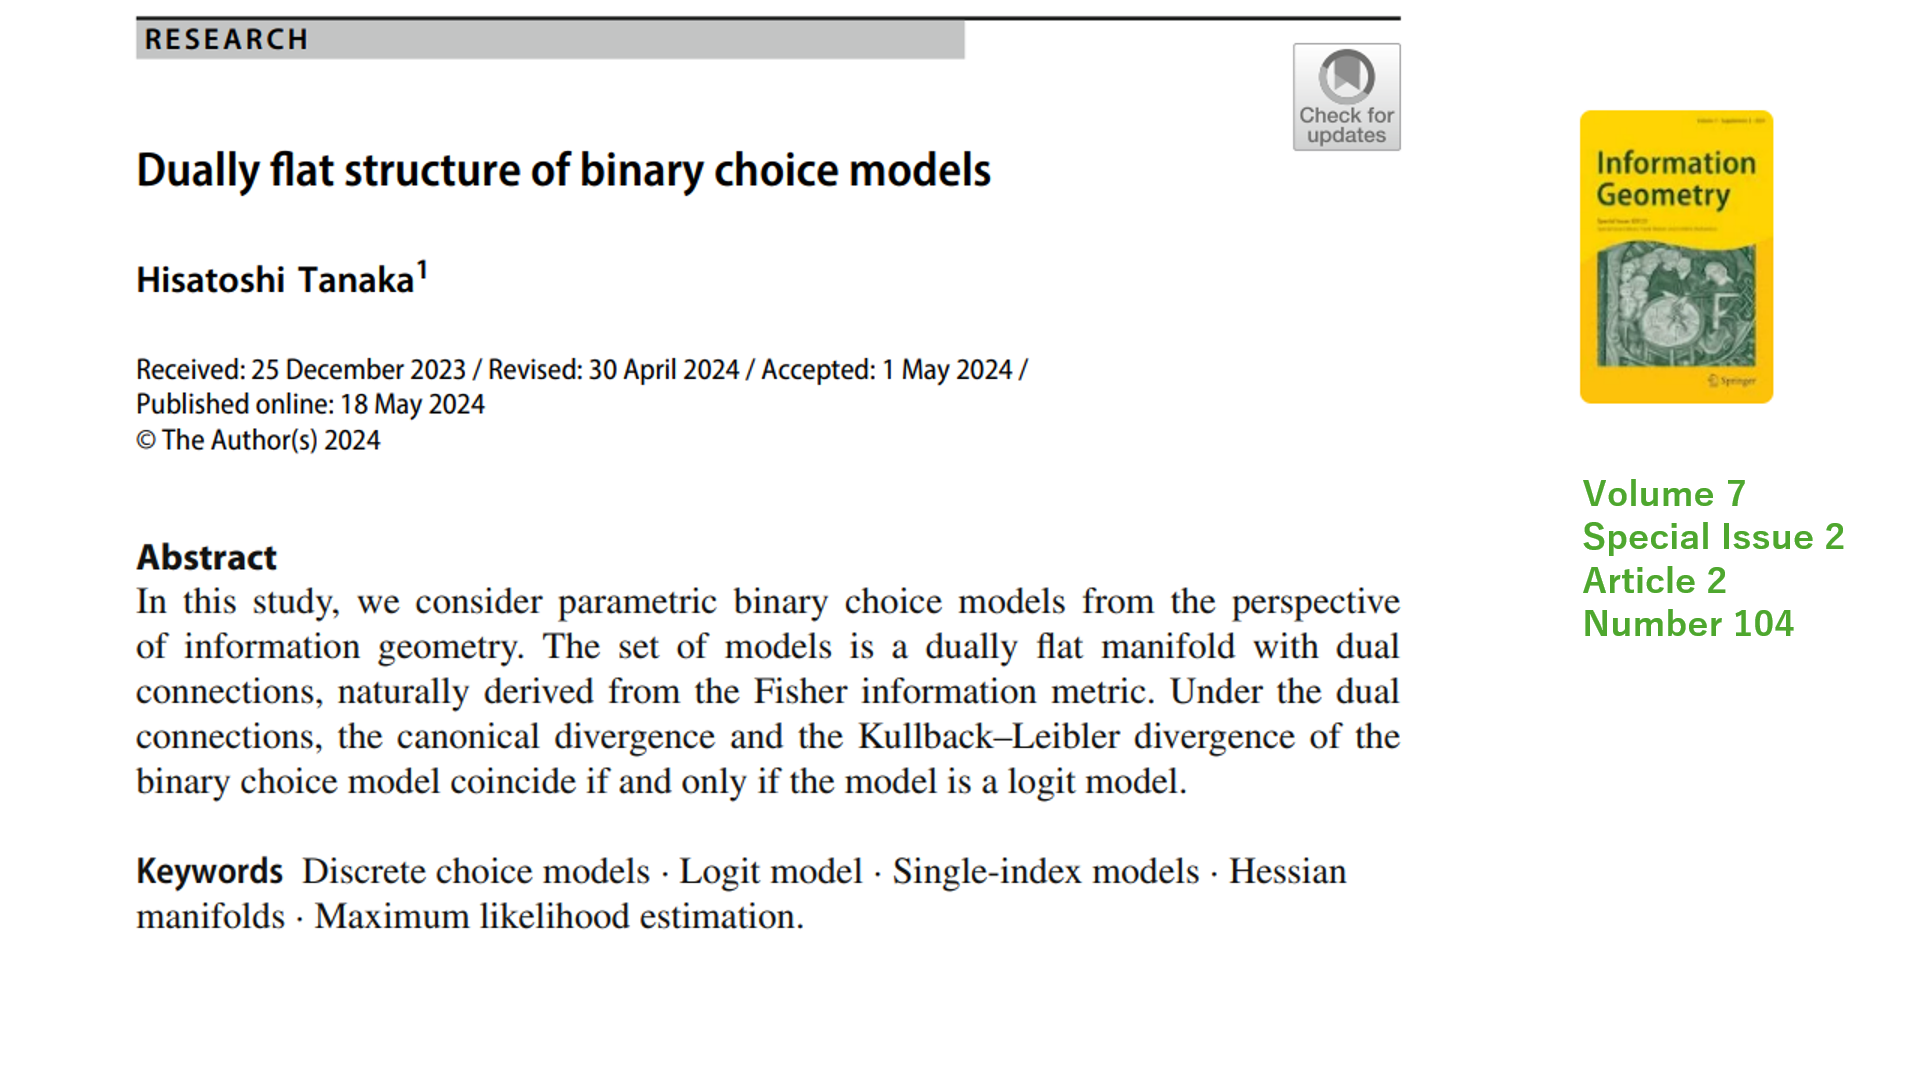 RESEARCH
Check for
updates
Dually flat structure of binary choice models
Hisatoshi Tanaka¹
Received: 25 December 2023 / Revised: 30 April 2024 / Accepted: 1 May 2024 /
Published online: 18 May 2024
© The Author(s) 2024
Abstract
In this study, we consider parametric binary choice models from the perspective
of information geometry. The set of models is a dually flat manifold with dual
connections, naturally derived from the Fisher information metric. Under the dual
connections, the canonical divergence and the Kullback–Leibler divergence of the
binary choice model coincide if and only if the model is a logit model.
Keywords Discrete choice models · Logit model · Single-index models · Hessian
manifolds · Maximum likelihood estimation.
Information
Geometry
Springer
Volume 7
Special Issue 2
Article 2
Number 104